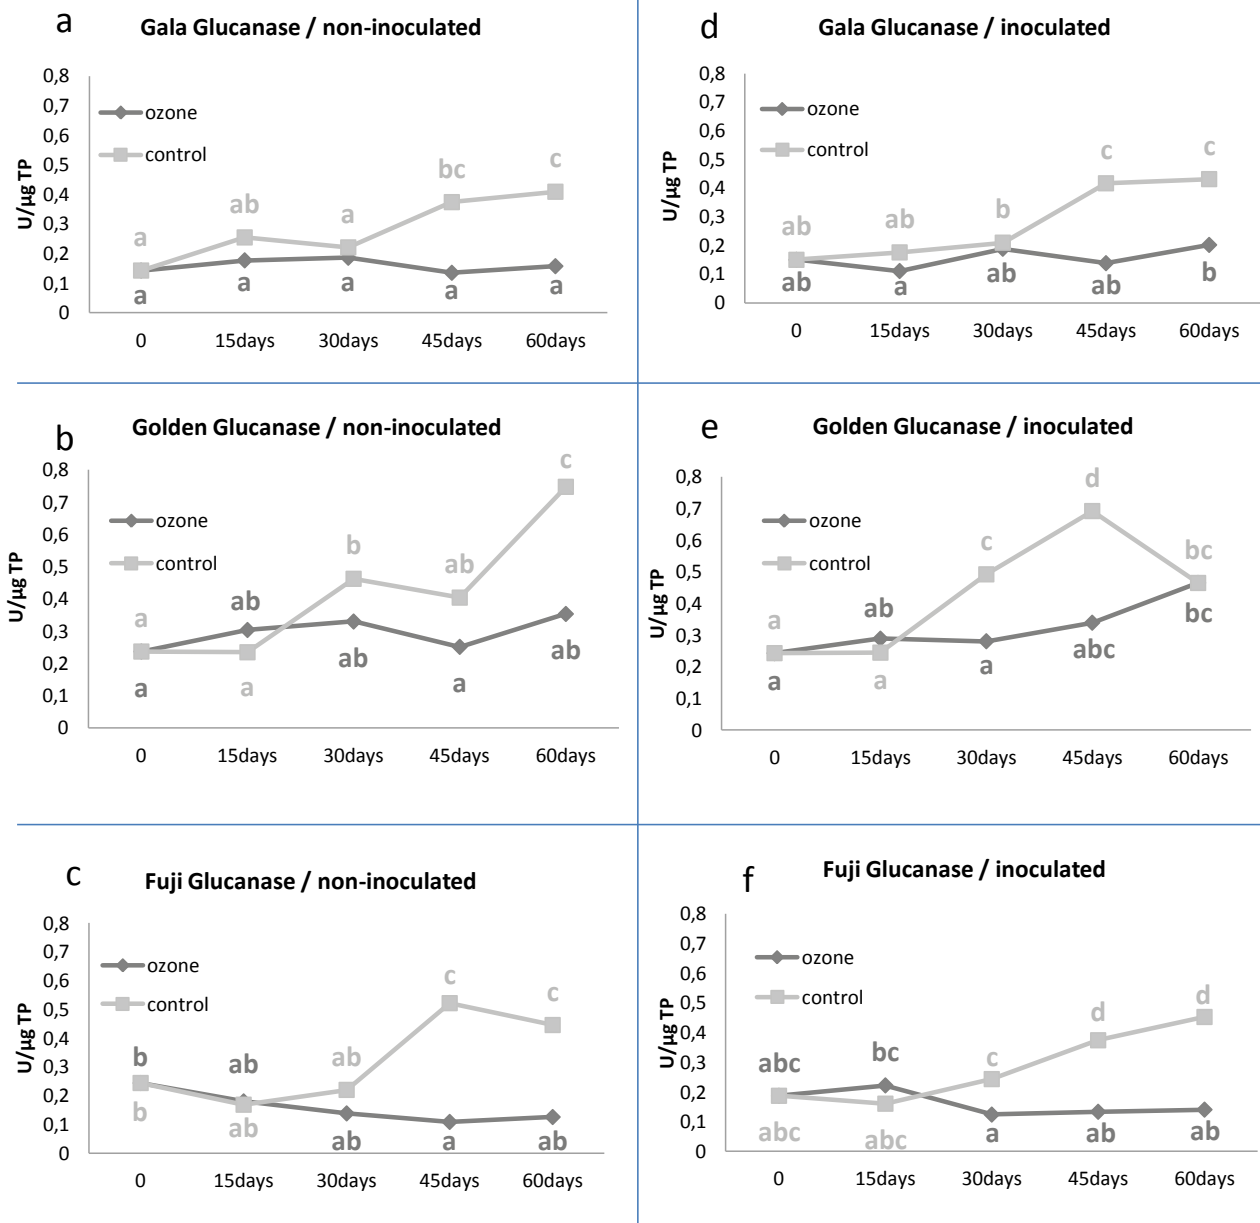 a
Gala Glucanase / non-inoculated
0,8
0,7
0,6
0,5
0,4
0,3
0,2
0,1
0
U/µg TP
ozone
control
a
ab
a
bc
c
a
a
a
a
a
0 15days 30days 45days 60days
d
Gala Glucanase / inoculated
0,8
0,7
0,6
0,5
0,4
0,3
0,2
0,1
0
U/µg TP
ozone
control
ab
ab
b
c
c
ab
a
ab
ab
b
0 15days 30days 45days 60days
b
Golden Glucanase / non-inoculated
0,8
0,7
0,6
0,5
0,4
0,3
0,2
0,1
0
U/µg TP
ozone
control
a
ab
b
ab
c
a
a
ab
a
ab
0 15days 30days 45days 60days
e
Golden Glucanase / inoculated
0,8
0,7
0,6
0,5
0,4
0,3
0,2
0,1
0
U/µg TP
ozone
control
a
ab
c
d
bc
a
a
a
abc
bc
0 15days 30days 45days 60days
c
Fuji Glucanase / non-inoculated
0,8
0,7
0,6
0,5
0,4
0,3
0,2
0,1
0
U/µg TP
ozone
control
b
ab
ab
c
c
b
ab
ab
a
ab
0 15days 30days 45days 60days
f
Fuji Glucanase / inoculated
0,8
0,7
0,6
0,5
0,4
0,3
0,2
0,1
0
U/µg TP
ozone
control
abc
bc
c
d
d
abc
abc
a
ab
ab
0 15days 30days 45days 60days